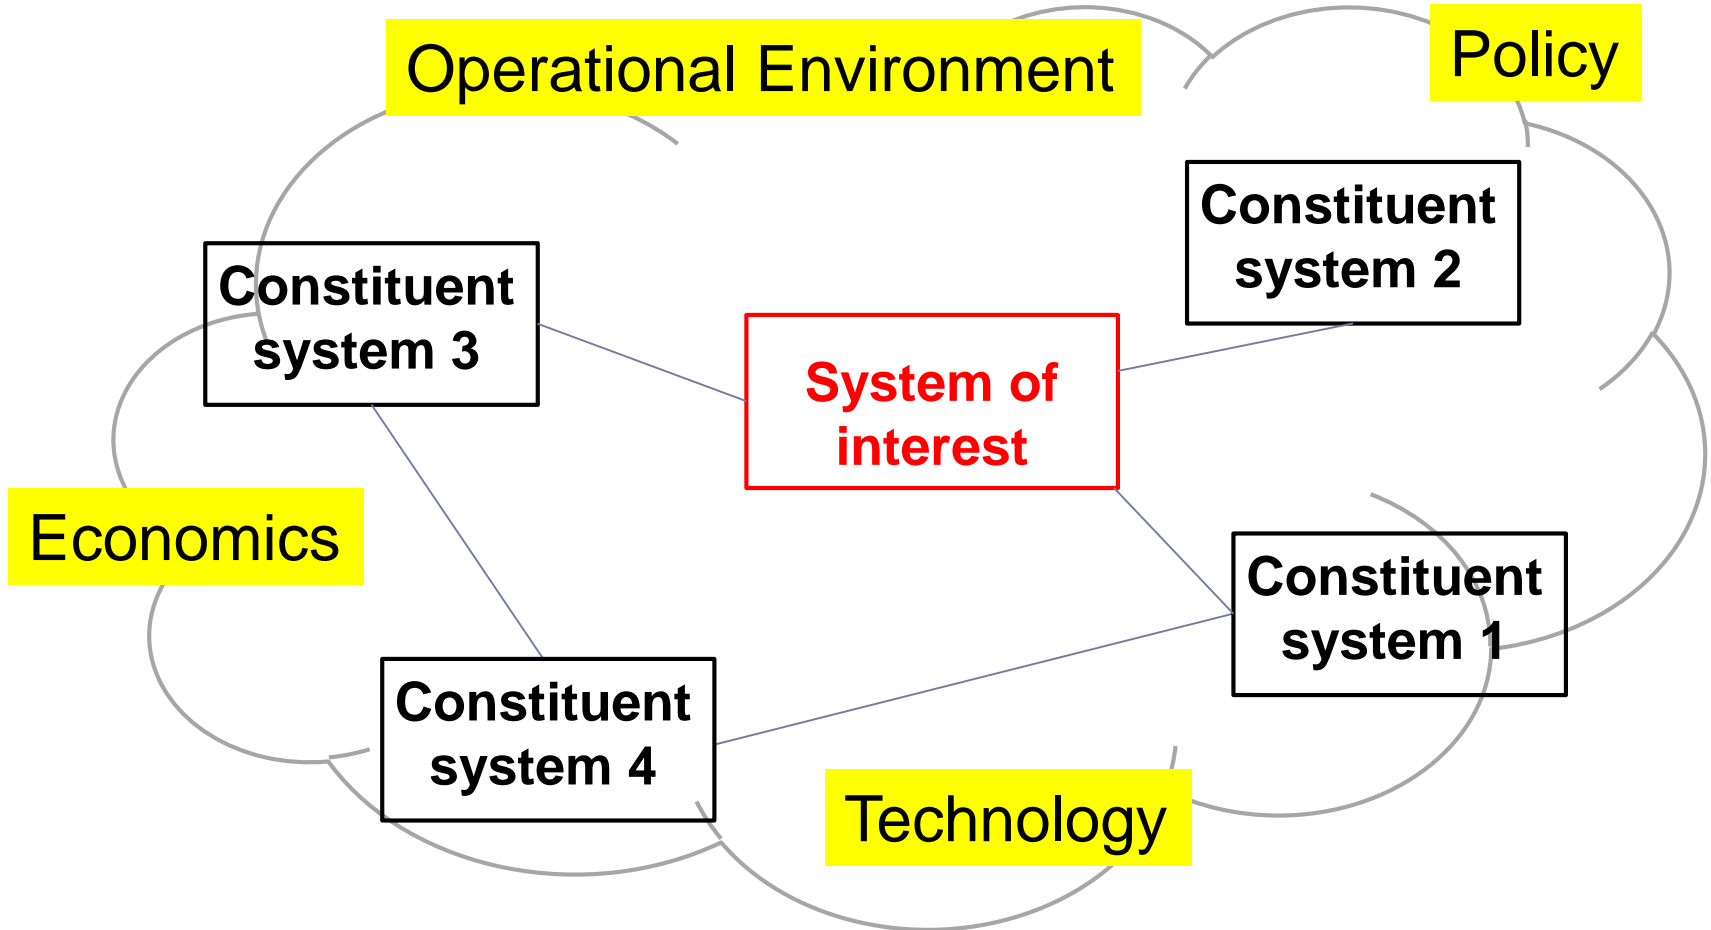 Operational Environment
Policy
Constituent
system 2
Constituent
system 3
System of
interest
Economics
Constituent
system 1
Constituent
system 4
Technology